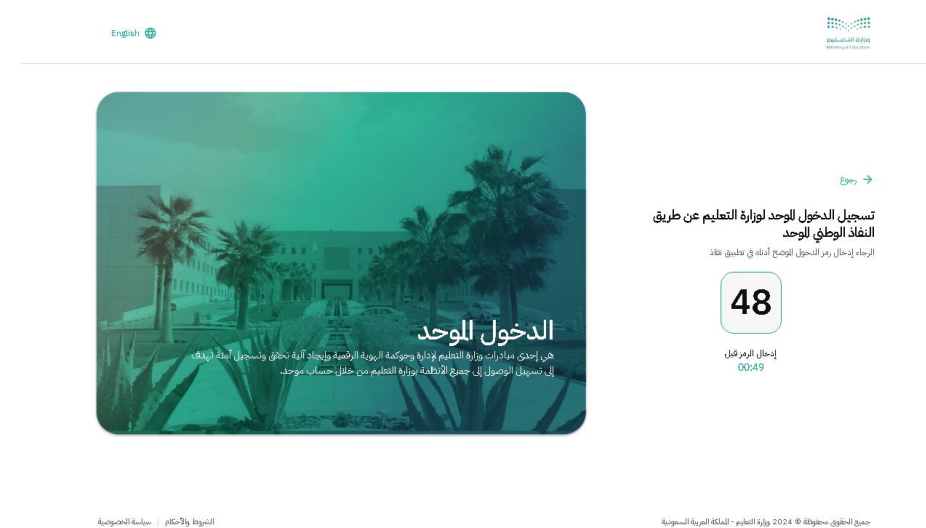 وزارة التعليم
Ministry of Education
English
رجوع
تسجيل الدخول الموحد لوزارة التعليم عن طريق
النفاذ الوطني الموحد
الرجاء إدخال رمز الدخول الموضح أدناه في تطبيق نفاذ
48
إدخال الرمز قبل
00:49
الدخول الموحد
هي إحدى مبادرات وزارة التعليم لإدارة وحوكمة الهوية الرقمية وإيجاد آلية تحقق وتسجيل آمنة تهدف
إلى تسهيل الوصول إلى جميع الأنظمة بوزارة التعليم من خلال حساب موحد.
جميع الحقوق محفوظة © 2024 وزارة التعليم - المملكة العربية السعودية
الشروط والأحكام | سياسة الخصوصية